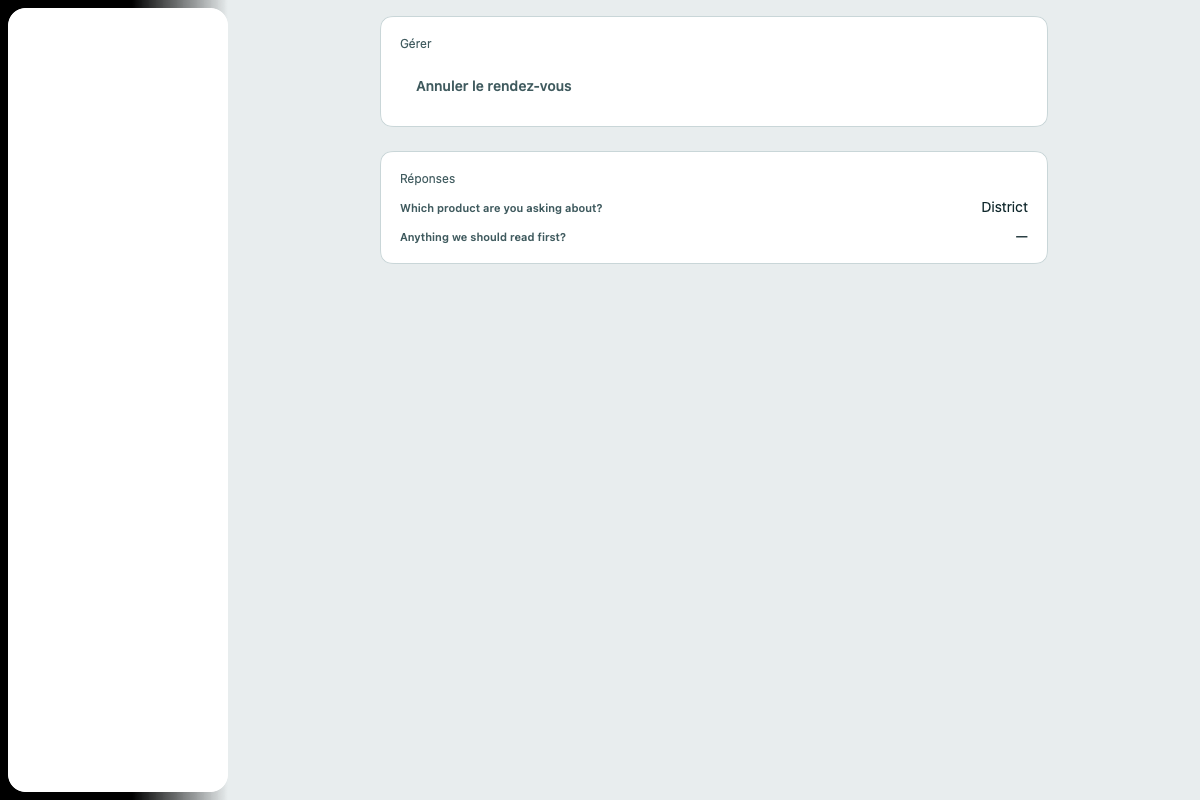 Gérer
Annuler le rendez-vous
Réponses
Which product are you asking about? District
Anything we should read first? —